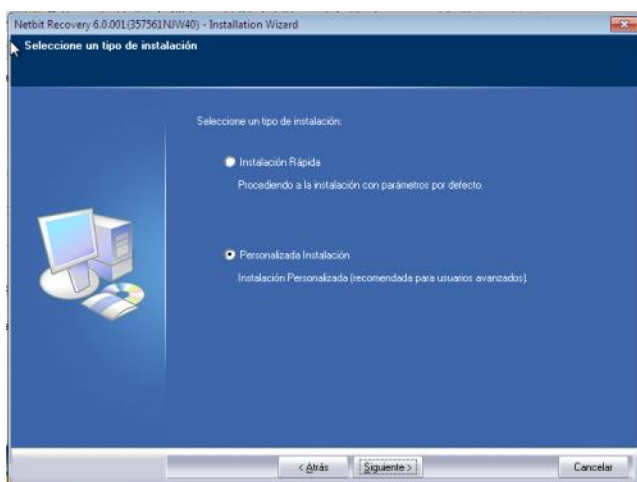 Netbit Recovery 6.0.001(357561NJW40) - Installation Wizard
Seleccione un tipo de instalación
Seleccione un tipo de instalación:
Instalación Rápida
Procediendo a la instalación con parámetros por defecto.
Personalizada Instalación
Instalación Personalizada (recomendada para usuarios avanzados).
< Atrás
Siguiente >
Cancelar